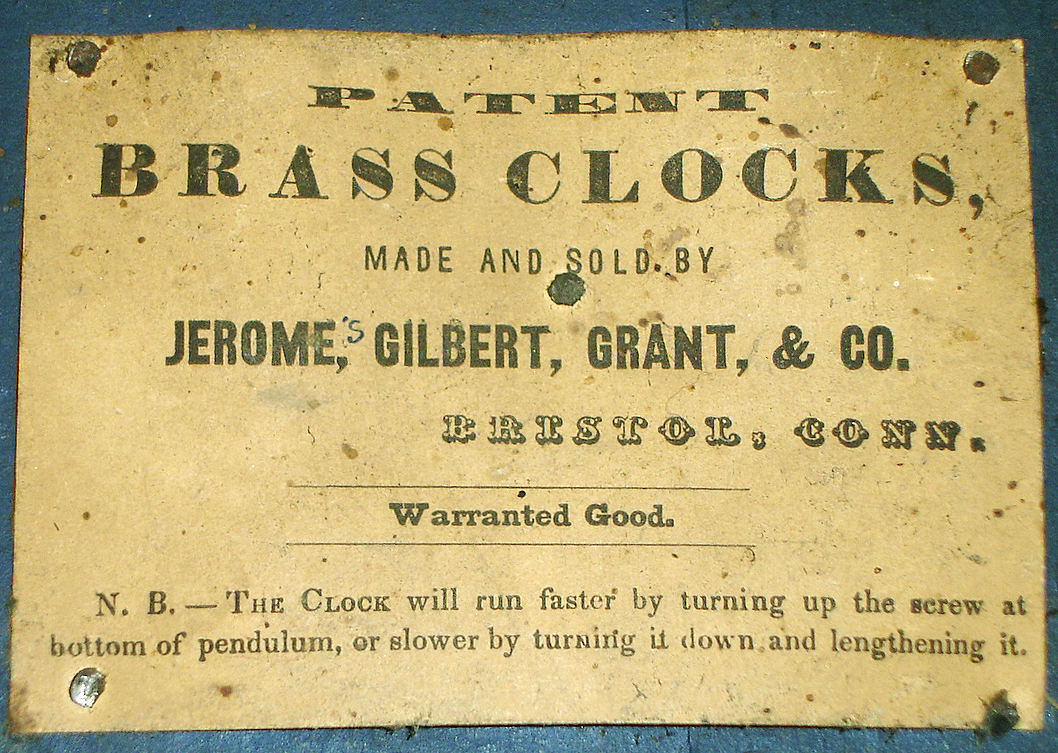 PATENT
BRASS CLOCKS,
MADE AND SOLD BY
JEROME,'S GILBERT, GRANT, & CO.
BRISTOL, CONN.
Warranted Good.
N. B. — THE CLOCK will run faster by turning up the screw at
bottom of pendulum, or slower by turning it down and lengthening it.